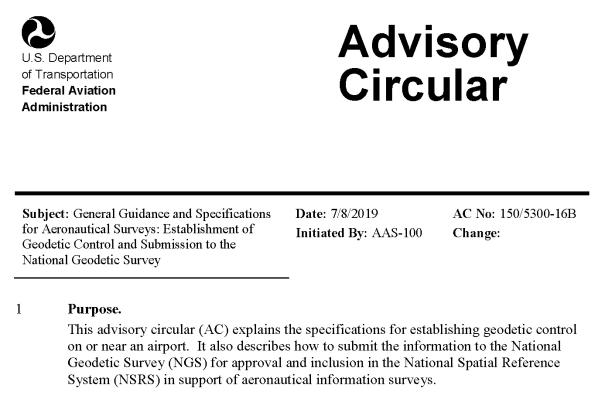 Advisory
Circular
U.S. Department
of Transportation
Federal Aviation
Administration
Subject: General Guidance and Specifications
for Aeronautical Surveys: Establishment of
Geodetic Control and Submission to the
National Geodetic Survey
Date: 7/8/2019
Initiated By: AAS-100
AC No: 150/5300-16B
Change:
1 Purpose.
This advisory circular (AC) explains the specifications for establishing geodetic control
on or near an airport. It also describes how to submit the information to the National
Geodetic Survey (NGS) for approval and inclusion in the National Spatial Reference
System (NSRS) in support of aeronautical information surveys.